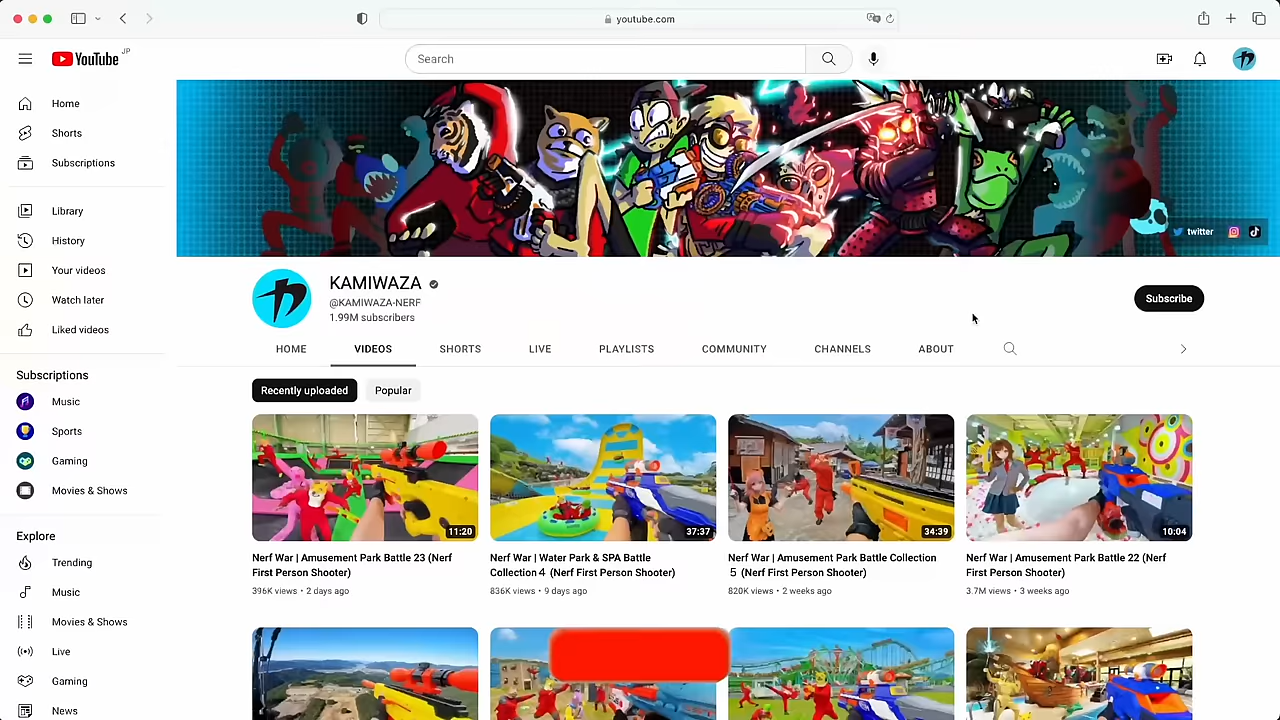 youtube.com
YouTube JP
Search
Home
Shorts
Subscriptions
Library
History
Your videos
Watch later
Liked videos
Subscriptions
Music
Sports
Gaming
Movies & Shows
Explore
Trending
Music
Movies & Shows
Live
Gaming
News
twitter
KAMIWAZA
@KAMIWAZA-NERF
1.99M subscribers
Subscribe
HOME
VIDEOS
SHORTS
LIVE
PLAYLISTS
COMMUNITY
CHANNELS
ABOUT
Recently uploaded
Popular
11:20
Nerf War | Amusement Park Battle 23 (Nerf
First Person Shooter)
396K views • 2 days ago
37:37
Nerf War | Water Park & SPA Battle
Collection４ (Nerf First Person Shooter)
836K views • 9 days ago
34:39
Nerf War | Amusement Park Battle Collection
５ (Nerf First Person Shooter)
820K views • 2 weeks ago
10:04
Nerf War | Amusement Park Battle 22 (Nerf
First Person Shooter)
3.7M views • 3 weeks ago